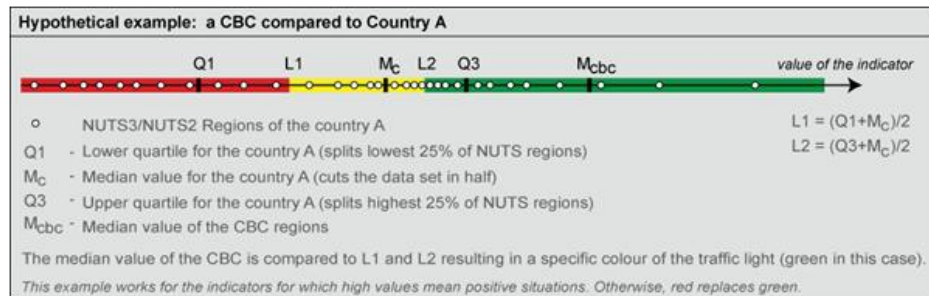 Hypothetical example: a CBC compared to Country A
Q1 L1 Mc L2 Q3 Mcbc value of the indicator
NUTS3/NUTS2 Regions of the country A L1 = (Q1+Mc)/2
Q1 - Lower quartile for the country A (splits lowest 25% of NUTS regions) L2 = (Q3+Mc)/2
Mc - Median value for the country A (cuts the data set in half)
Q3 - Upper quartile for the country A (splits highest 25% of NUTS regions)
Mcbc - Median value of the CBC regions
The median value of the CBC is compared to L1 and L2 resulting in a specific colour of the traffic light (green in this case).
This example works for the indicators for which high values mean positive situations. Otherwise, red replaces green.